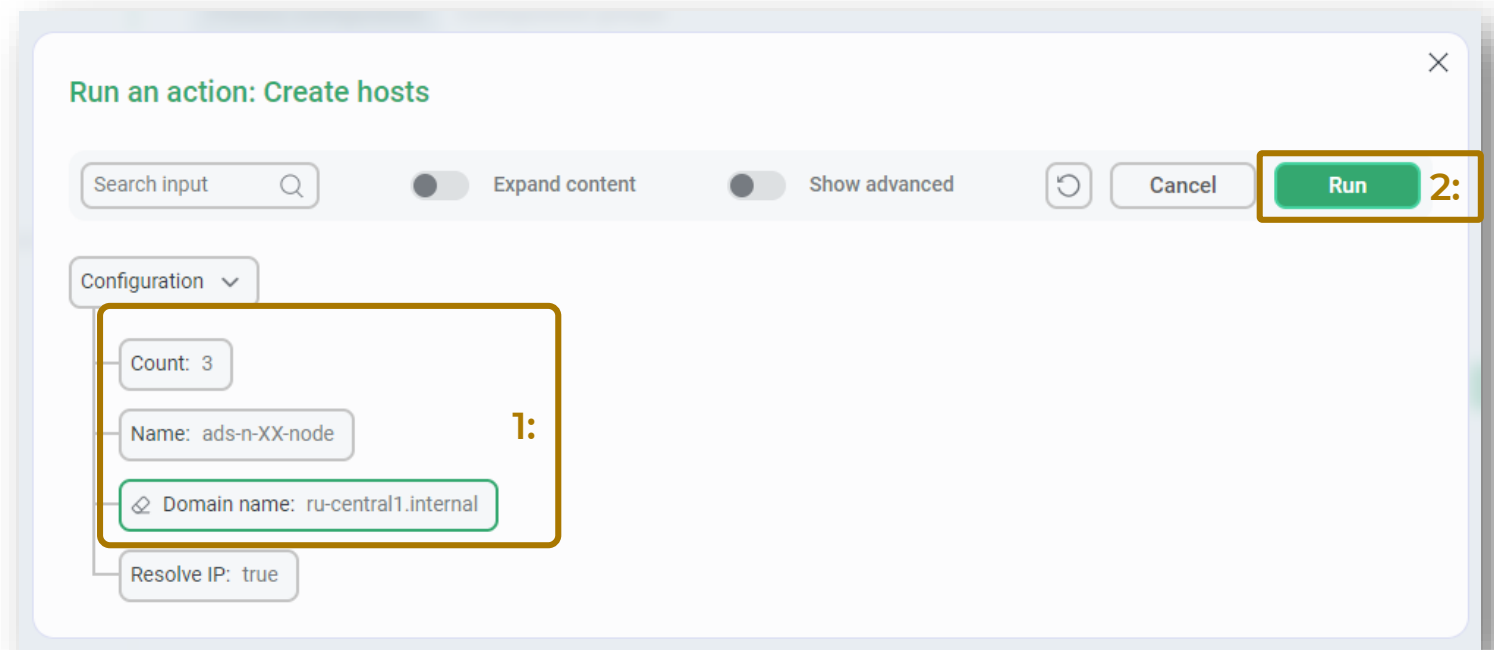 Run an action: Create hosts
Search input Expand content Show advanced Cancel Run 2:
Configuration
Count: 3
Name: ads-n-XX-node
1:
Domain name: ru-central1.internal
Resolve IP: true